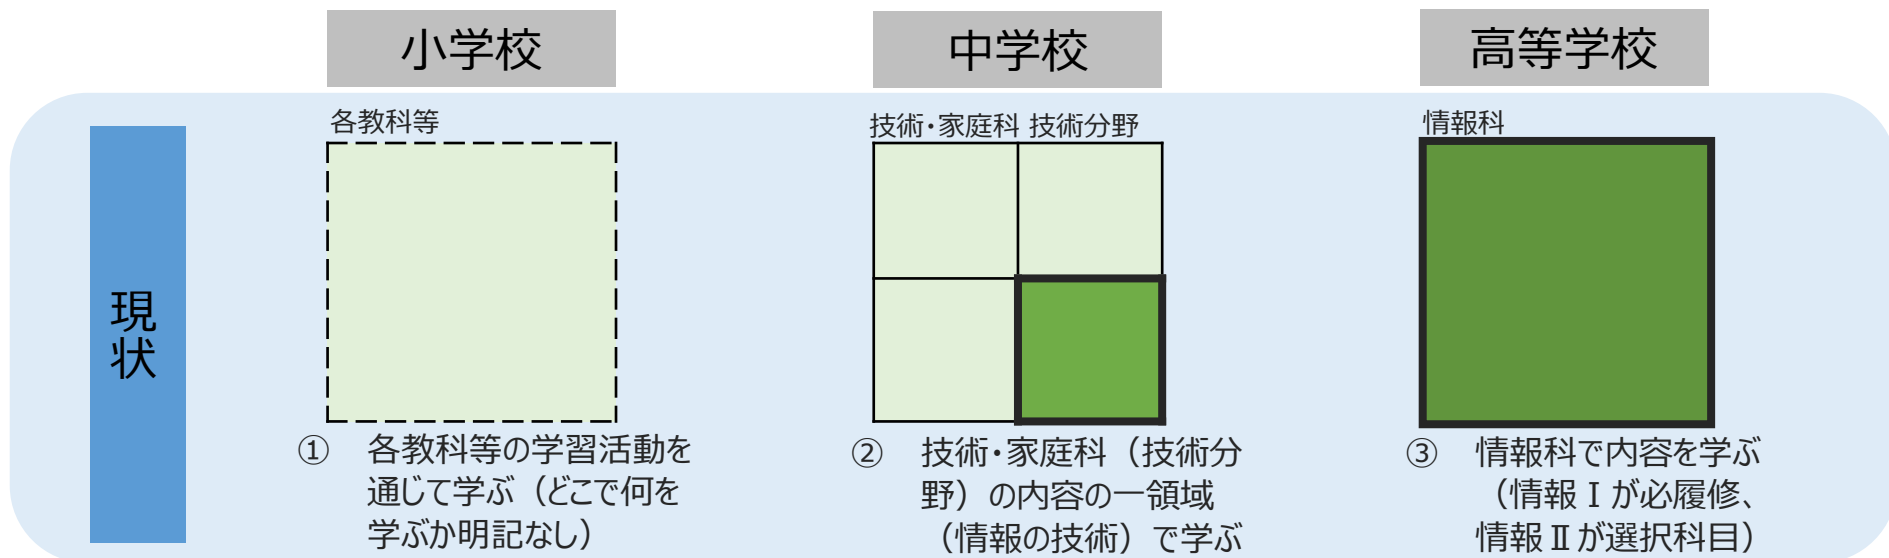 小学校
中学校
高等学校
現状
各教科等
① 各教科等の学習活動を
通じて学ぶ（どこで何を
学ぶか明記なし）
技術・家庭科 技術分野
② 技術・家庭科（技術分
野）の内容の一領域
（情報の技術）で学ぶ
情報科
③ 情報科で内容を学ぶ
（情報Ⅰが必履修、
情報Ⅱが選択科目）